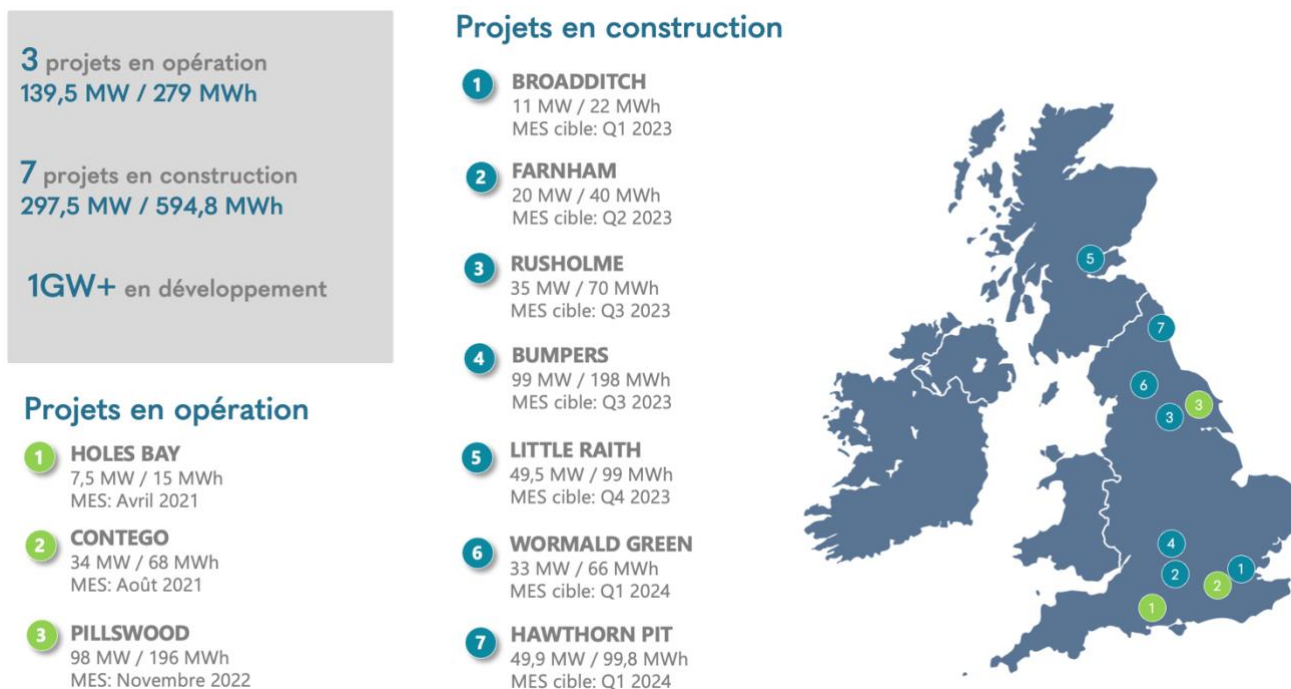 3 projets en opération
139,5 MW / 279 MWh
7 projets en construction
297,5 MW / 594,8 MWh
1GW+ en développement
Projets en opération
1
HOLES BAY
7,5 MW / 15 MWh
MES: Avril 2021
2
CONTEGO
34 MW / 68 MWh
MES: Août 2021
3
PILLSWOOD
98 MW / 196 MWh
MES: Novembre 2022
Projets en construction
1
BROADDITCH
11 MW / 22 MWh
MES cible: Q1 2023
2
FARNHAM
20 MW / 40 MWh
MES cible: Q2 2023
3
RUSHOLME
35 MW / 70 MWh
MES cible: Q3 2023
4
BUMPERS
99 MW / 198 MWh
MES cible: Q3 2023
5
LITTLE RAITH
49,5 MW / 99 MWh
MES cible: Q4 2023
6
WORMALD GREEN
33 MW / 66 MWh
MES cible: Q1 2024
7
HAWTHORN PIT
49,9 MW / 99,8 MWh
MES cible: Q1 2024
5
7
6
3
3
4
1
2
2
1